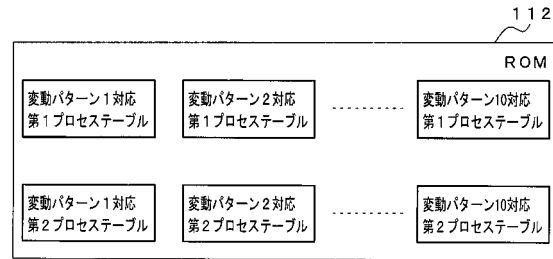 １１２
ＲＯＭ
変動パターン１対応
第１プロセステーブル
変動パターン２対応
第１プロセステーブル
変動パターン10対応
第１プロセステーブル
変動パターン１対応
第２プロセステーブル
変動パターン２対応
第２プロセステーブル
変動パターン10対応
第２プロセステーブル